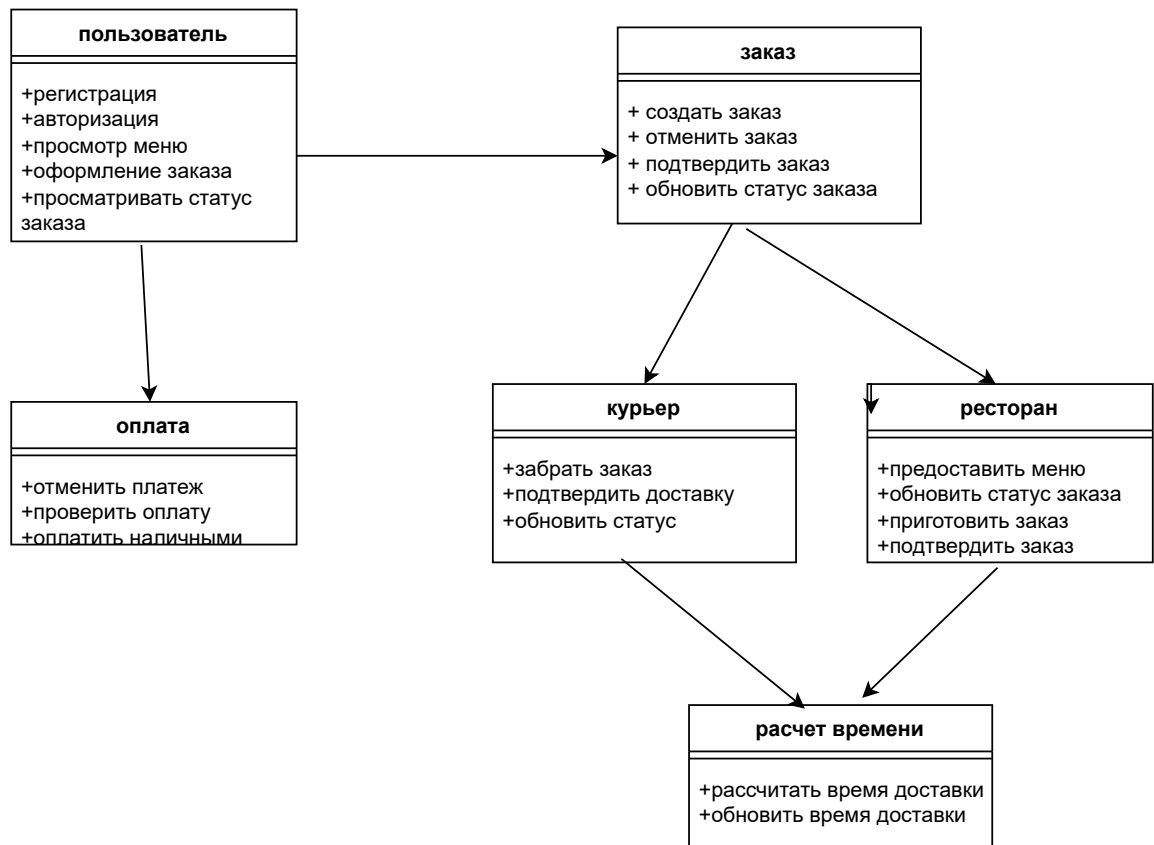 пользователь
+регистрация
+авторизация
+просмотр меню
+оформление заказа
+просматривать статус
заказа
заказ
+ создать заказ
+ отменить заказ
+ подтвердить заказ
+ обновить статус заказа
оплата
+отменить платеж
+проверить оплату
+оплатить наличными
курьер
+забрать заказ
+подтвердить доставку
+обновить статус
ресторан
+предоставить меню
+обновить статус заказа
+приготовить заказ
+подтвердить заказ
расчет времени
+рассчитать время доставки
+обновить время доставки